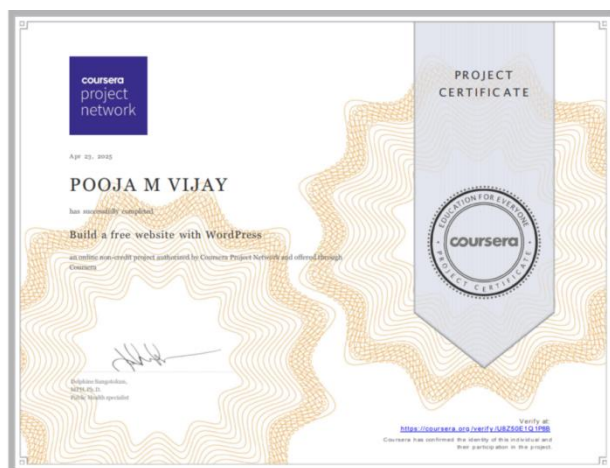 coursera
project
network
Apr 25, 2025
POOJA M VIJAY
has successfully completed
Build a free website with WordPress
an online non-credit project authorized by Coursera Project Network and offered through
Coursera
MPH, Ph.D.
Public Health specialist
PROJECT
CERTIFICATE
EDUCATION FOR EVERYONE
coursera
PROJECT CERTIFICATE
Verify at:
Coursera has confirmed the identity of this individual and
their participation in the project.